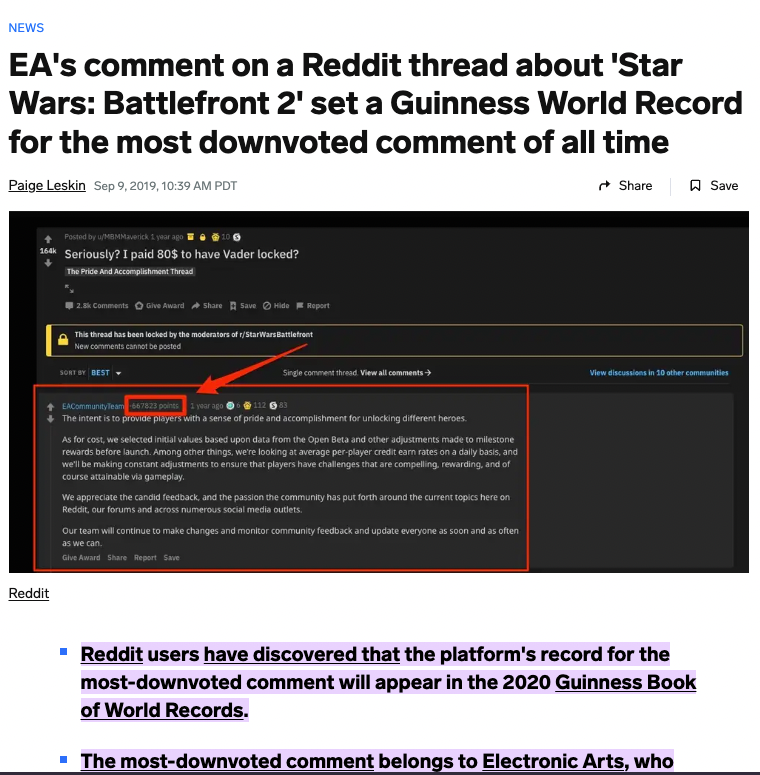 NEWS
EA's comment on a Reddit thread about 'Star
Wars: Battlefront 2' set a Guinness World Record
for the most downvoted comment of all time
Paige Leskin Sep 9, 2019, 10:39 AM PDT
Share Save
Posted by u/MBMMaverick 1 year ago 10
164k
Seriously? I paid 80$ to have Vader locked?
The Pride And Accomplishment Thread
2.8k Comments Give Award Share Save Hide Report
This thread has been locked by the moderators of r/StarWarsBattlefront
New comments cannot be posted
SORT BY BEST Single comment thread. View all comments → View discussions in 10 other communities
EACommunityTeam -667823 points 1 year ago 6 112 83
The intent is to provide players with a sense of pride and accomplishment for unlocking different heroes.
As for cost, we selected initial values based upon data from the Open Beta and other adjustments made to milestone
rewards before launch. Among other things, we're looking at average per-player credit earn rates on a daily basis, and
we'll be making constant adjustments to ensure that players have challenges that are compelling, rewarding, and of
course attainable via gameplay.
We appreciate the candid feedback, and the passion the community has put forth around the current topics here on
Reddit, our forums and across numerous social media outlets.
Our team will continue to make changes and monitor community feedback and update everyone as soon and as often
as we can.
Give Award Share Report Save
Reddit
Reddit users have discovered that the platform's record for the
most-downvoted comment will appear in the 2020 Guinness Book
of World Records.
The most-downvoted comment belongs to Electronic Arts, who